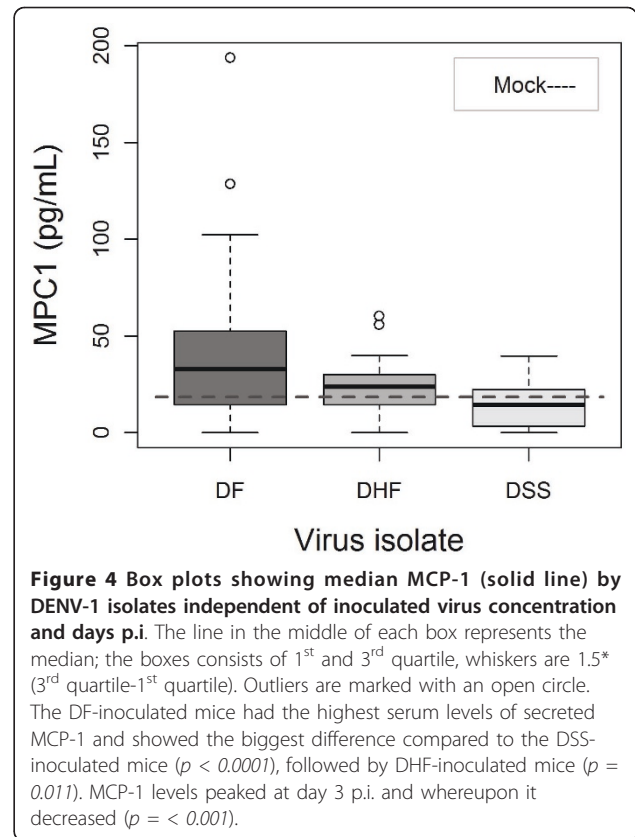 200
150
100
50
0
MPC1 (pg/mL)
Mock----
DF
DHF
DSS
Virus isolate
Figure 4 Box plots showing median MCP-1 (solid line) by
DENV-1 isolates independent of inoculated virus concentration
and days p.i. The line in the middle of each box represents the
median; the boxes consists of 1st and 3rd quartile, whiskers are 1.5*
(3rd quartile-1st quartile). Outliers are marked with an open circle.
The DF-inoculated mice had the highest serum levels of secreted
MCP-1 and showed the biggest difference compared to the DSS-
inoculated mice (p < 0.0001), followed by DHF-inoculated mice (p =
0.011). MCP-1 levels peaked at day 3 p.i. and whereupon it
decreased (p = < 0.001).